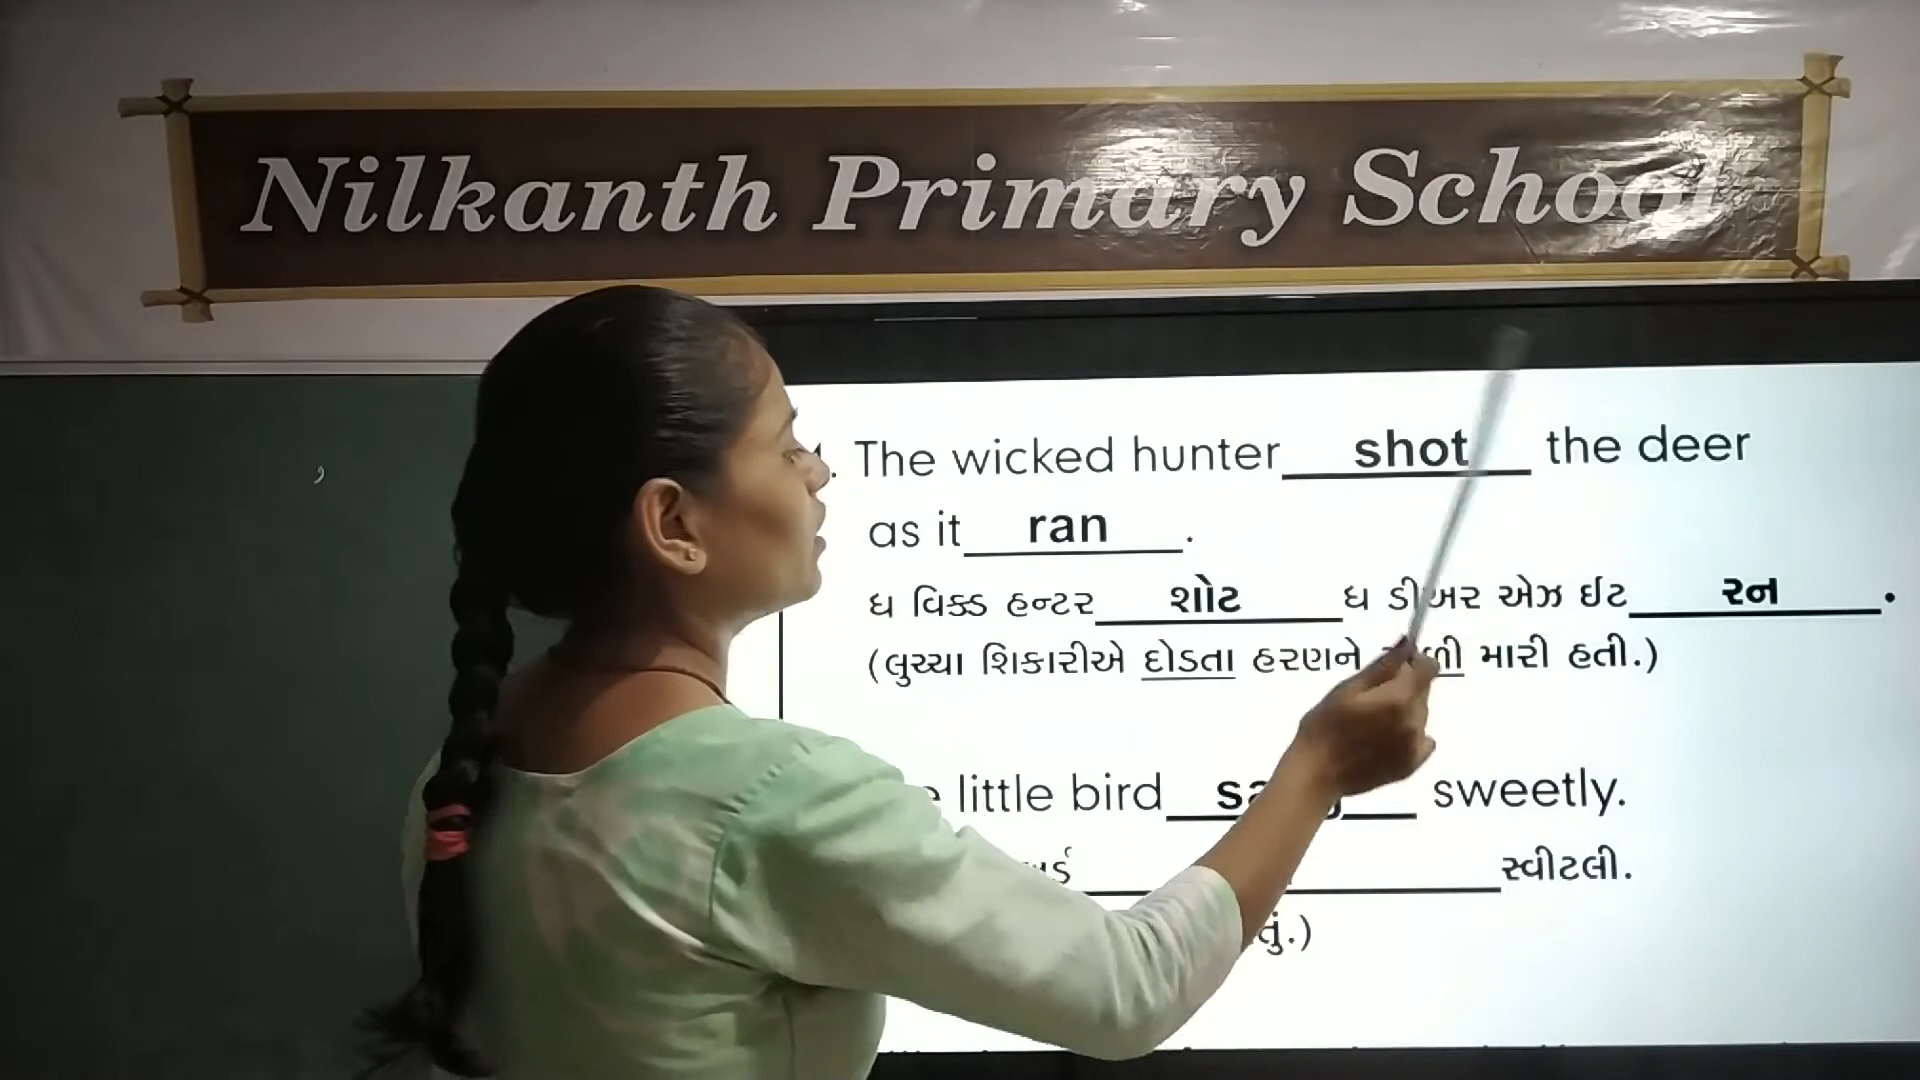 Nilkanth Primary School
. The wicked hunter shot the deer
as it ran .
ધ વિક્ડ હન્ટર શોટ ધ ડીઅર એઝ ઈટ રન .
(લુચ્ચા શિકારીએ દોડતા હરણને મારી હતી.)
little bird sweetly.
સ્વીટલી.